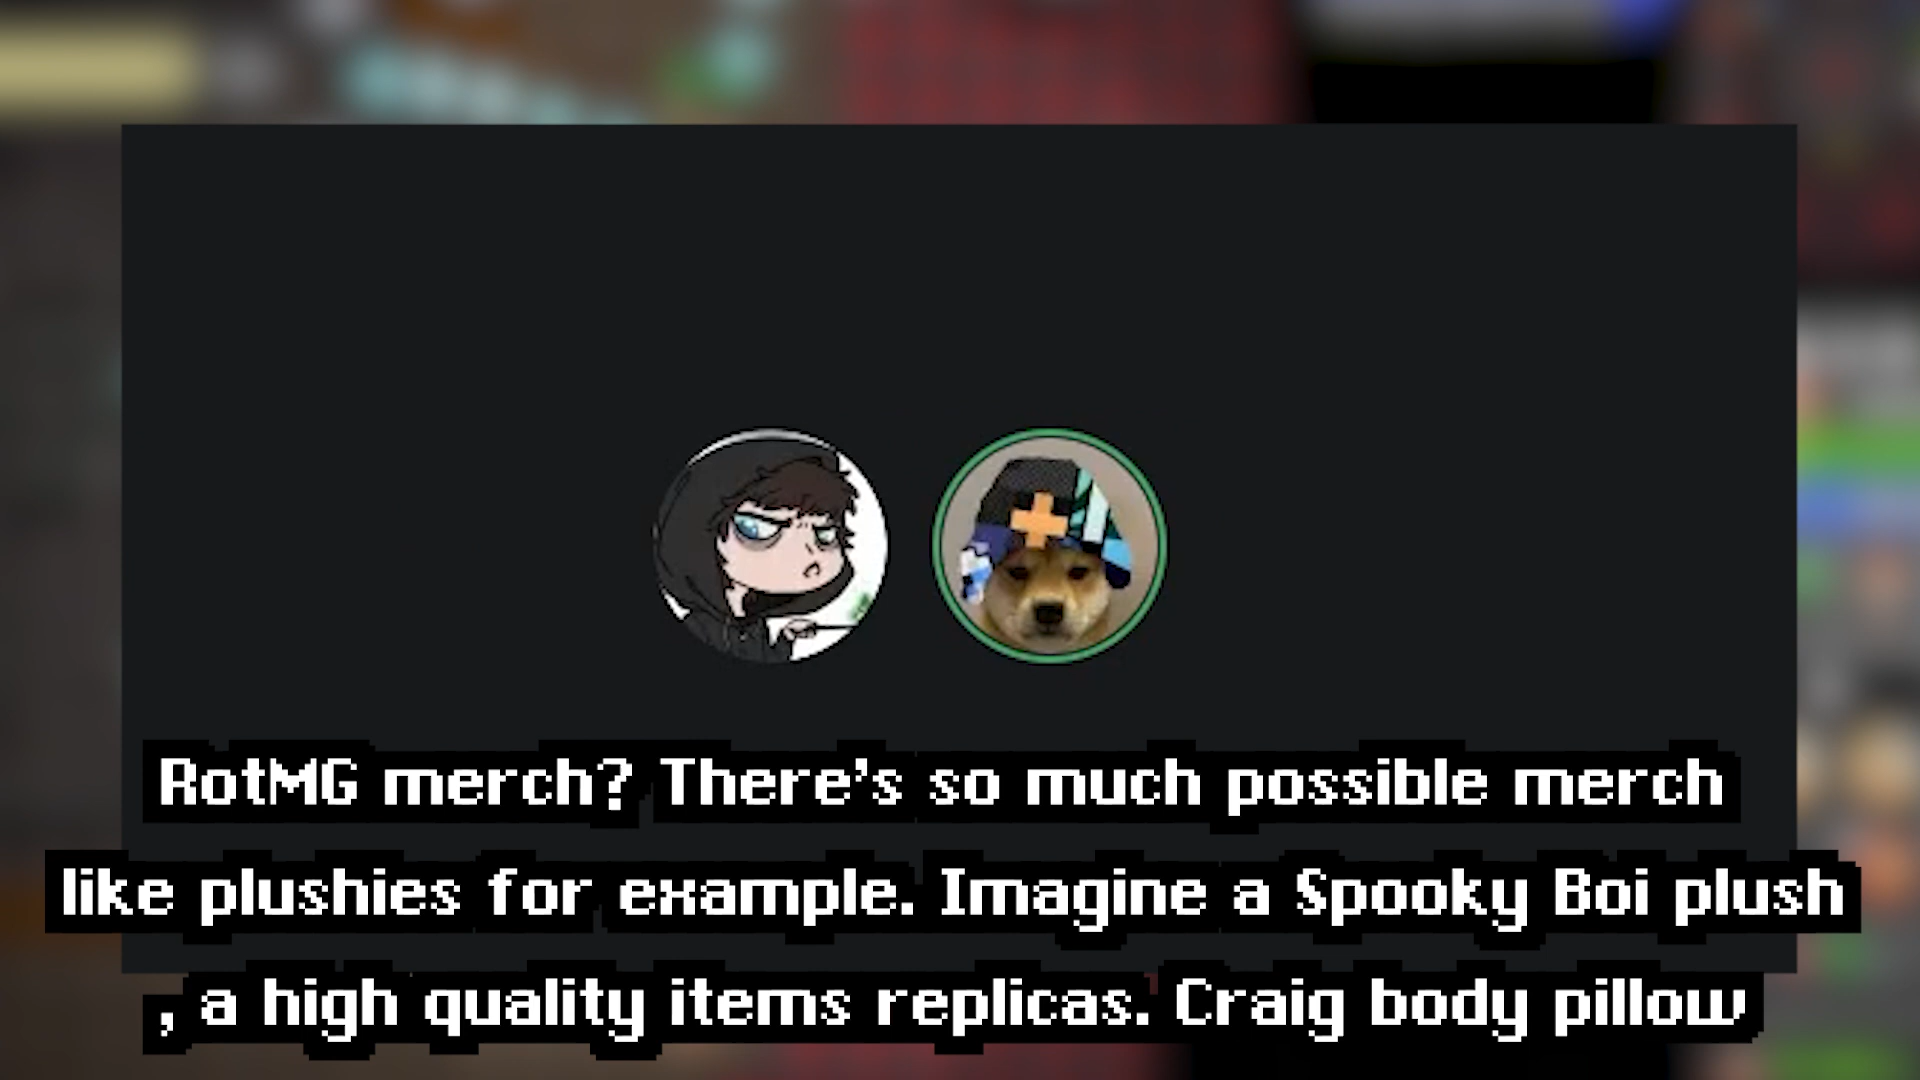 RotMG merch? There's so much possible merch
like plushies for example. Imagine a Spooky Boi plush
, a high quality items replicas. Craig body pillow